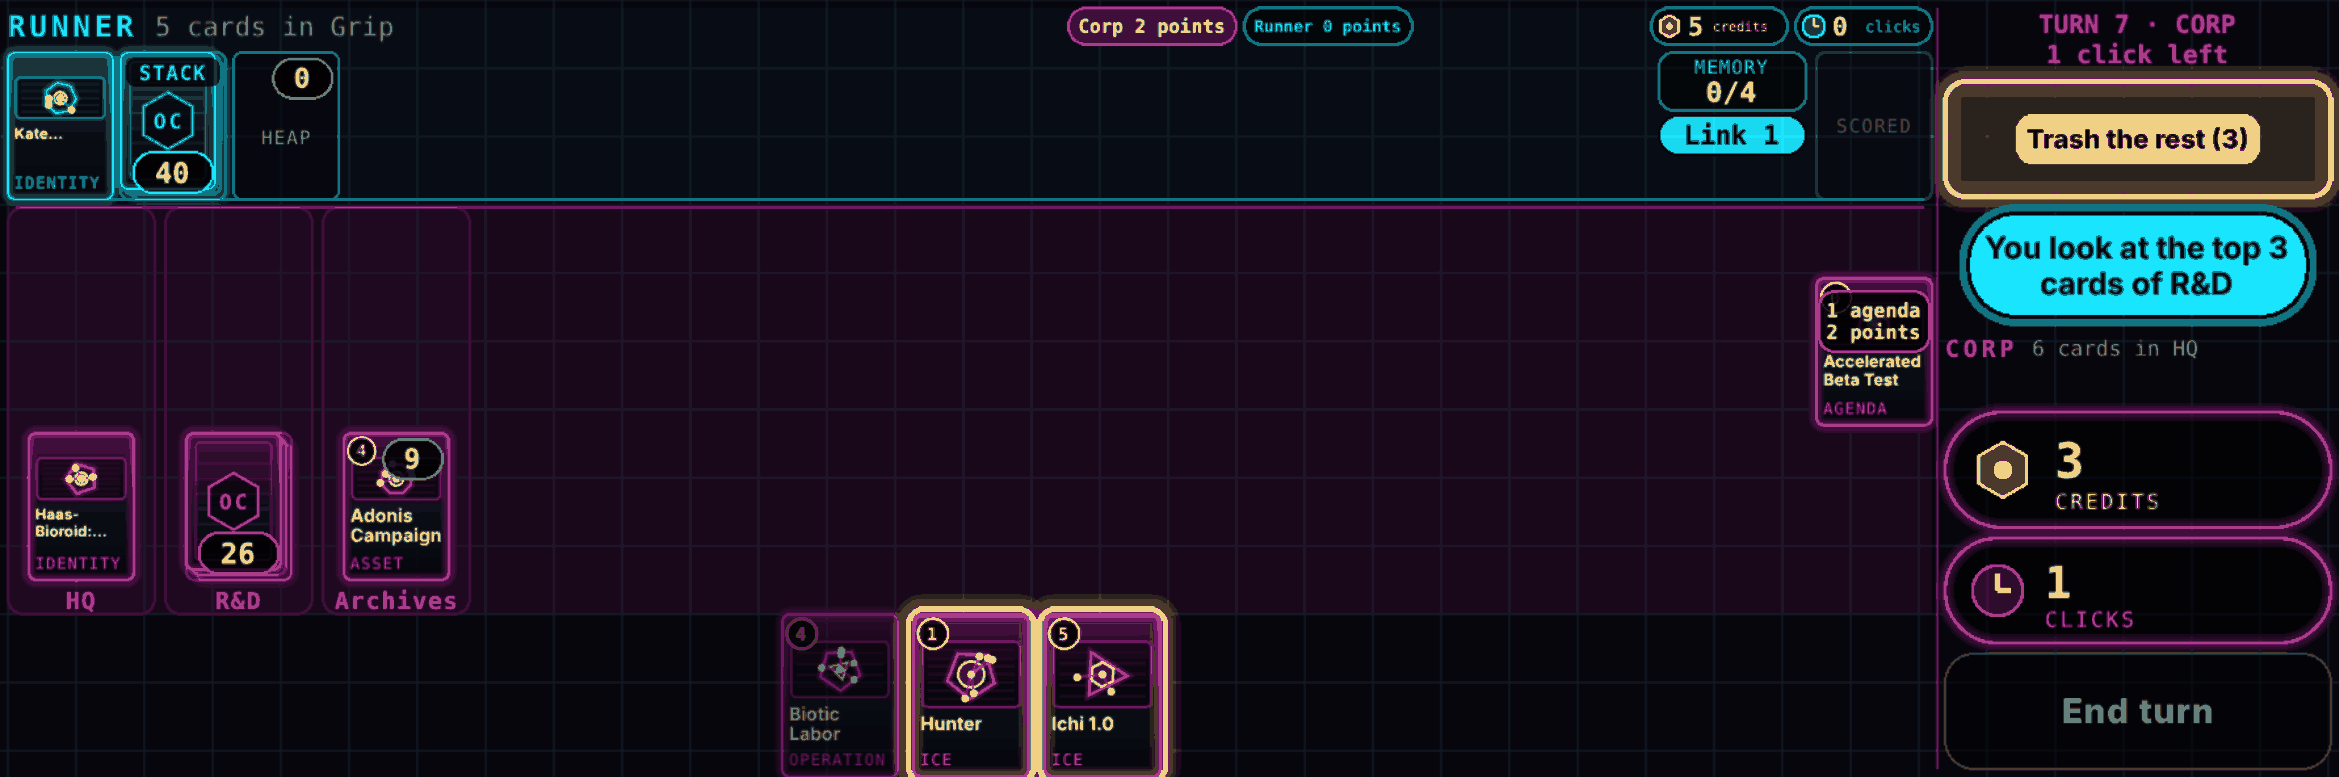 RUNNER 5 cards in Grip
Corp 2 points
Runner 0 points
5 credits
0 clicks
TURN 7 · CORP
1 click left
Kate...
IDENTITY
STACK
OC
40
0
HEAP
MEMORY
0/4
Link 1
SCORED
Trash the rest (3)
You look at the top 3
cards of R&D
CORP 6 cards in HQ
1 agenda
2 points
Accelerated
Beta Test
AGENDA
Haas-
Bioroid:...
IDENTITY
HQ
OC
26
R&D
4
9
Adonis
Campaign
ASSET
Archives
3
CREDITS
1
CLICKS
4
Biotic
Labor
OPERATION
1
Hunter
ICE
5
Ichi 1.0
ICE
End turn